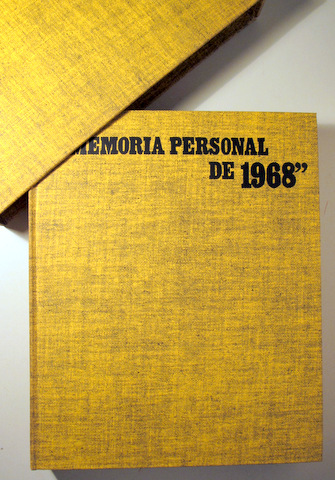 MEMORIA PERSONAL
DE 1968”